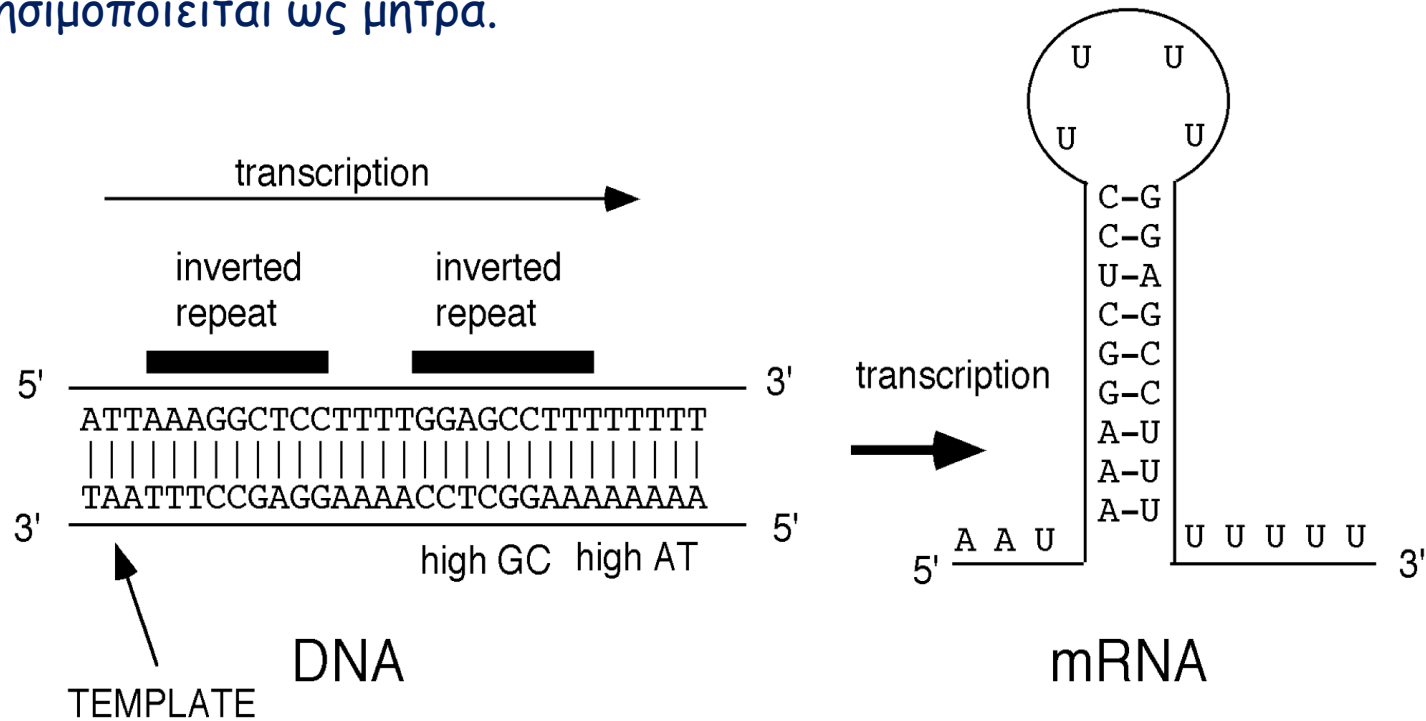 ησιμοποιείται ως μήτρα.
transcription
inverted
repeat
inverted
repeat
5' 3'
ATTAAAGGCTCCTTTTGGAGCCTTTTTTTT
TAATTTCCGAGGAAAACCTCGGAAAAAAAA
3' 5'
high GC high AT
TEMPLATE
DNA
transcription
U U
U U
C–G
C–G
U–A
C–G
G–C
G–C
A–U
A–U
A–U
5' A A U U U U U U 3'
mRNA